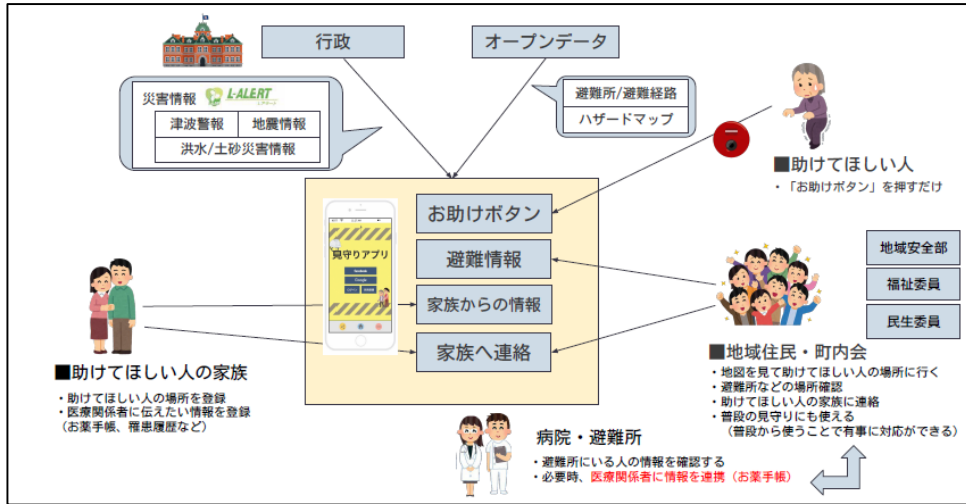 行政
オープンデータ
災害情報 L-ALERT
津波警報
地震情報
洪水/土砂災害情報
避難所/避難経路
ハザードマップ
■助けてほしい人
・「お助けボタン」を押すだけ
見守りアプリ
お助けボタン
避難情報
家族からの情報
家族へ連絡
地域安全部
福祉委員
民生委員
■助けてほしい人の家族
・助けてほしい人の場所を登録
・医療関係者に伝えたい情報を登録
(お薬手帳、罹患履歴など)
■地域住民・町内会
・地図を見て助けてほしい人の場所に行く
・避難所などの場所確認
・助けてほしい人の家族に連絡
・普段の見守りにも使える
(普段から使うことで有事に対応ができる)
病院・避難所
・避難所にいる人の情報を確認する
・必要時、医療関係者に情報を連携(お薬手帳)